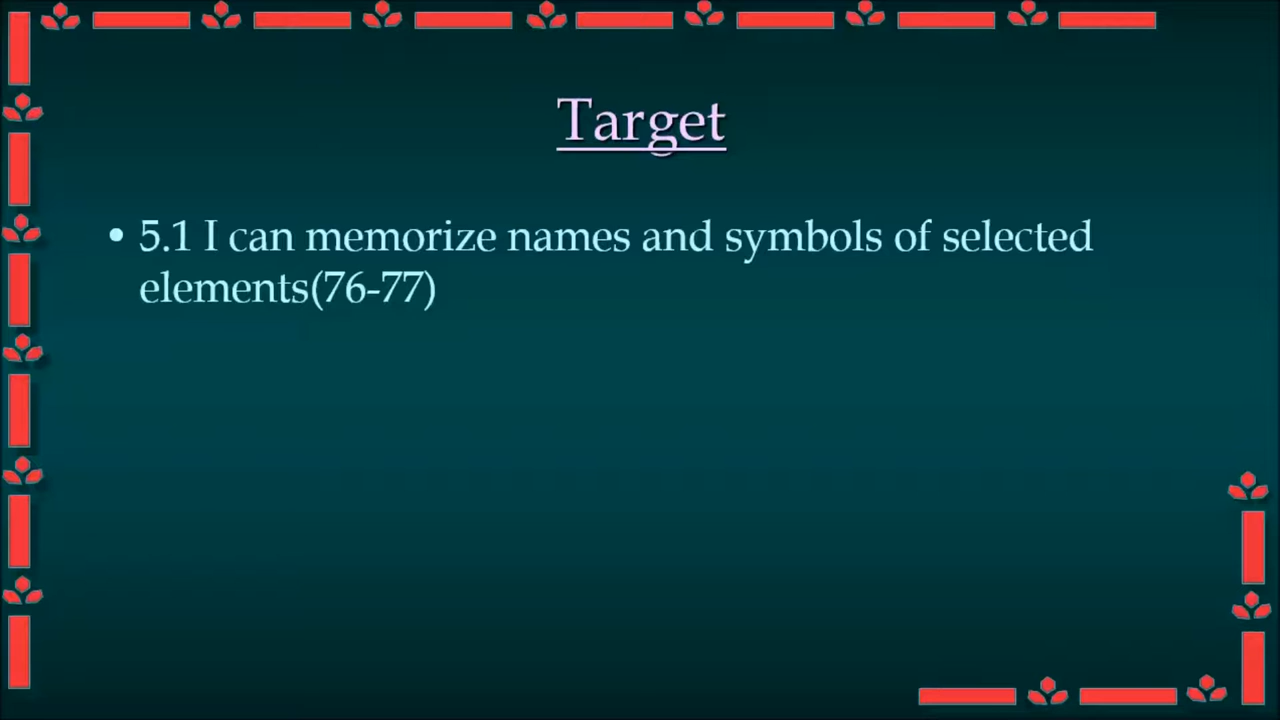 Target
• 5.1 I can memorize names and symbols of selected
elements(76-77)